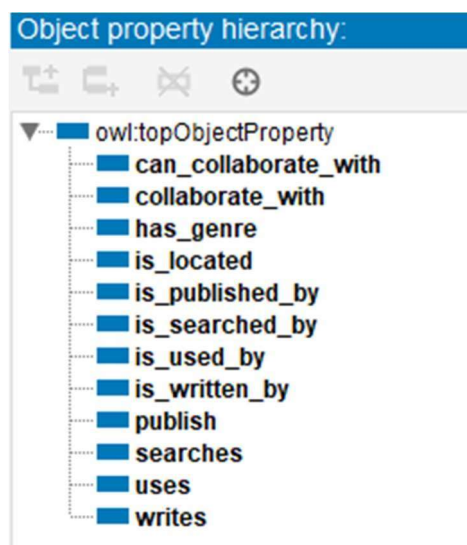 Object property hierarchy:
owl:topObjectProperty
can_collaborate_with
collaborate_with
has_genre
is_located
is_published_by
is_searched_by
is_used_by
is_written_by
publish
searches
uses
writes